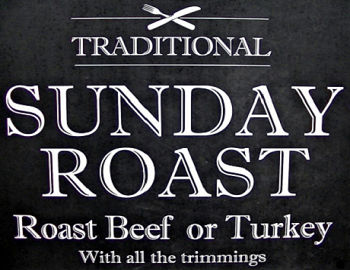 TRADITIONAL
SUNDAY
ROAST
Roast Beef or Turkey
With all the trimmings